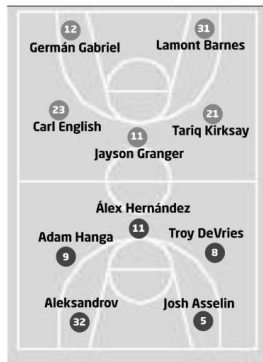 12
31
Germán Gabriel
Lamont Barnes
23
21
Carl English
11
Tariq Kirksay
Jayson Granger
Álex Hernández
11
Adam Hanga
Troy DeVries
9
8
Aleksandrov
Josh Asselin
32
5